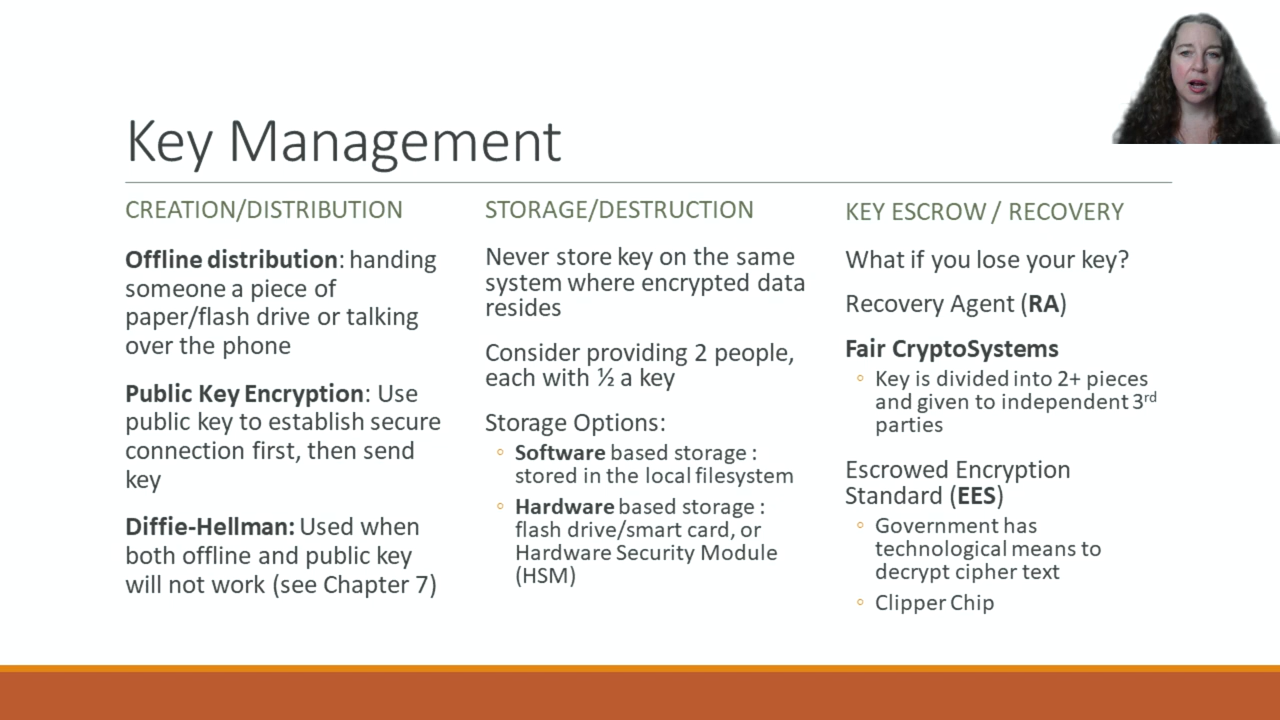 Key Management
CREATION/DISTRIBUTION
Offline distribution: handing
someone a piece of
paper/flash drive or talking
over the phone
Public Key Encryption: Use
public key to establish secure
connection first, then send
key
Diffie-Hellman: Used when
both offline and public key
will not work (see Chapter 7)
STORAGE/DESTRUCTION
Never store key on the same
system where encrypted data
resides
Consider providing 2 people,
each with ½ a key
Storage Options:
Software based storage :
stored in the local filesystem
Hardware based storage :
flash drive/smart card, or
Hardware Security Module
(HSM)
KEY ESCROW / RECOVERY
What if you lose your key?
Recovery Agent (RA)
Fair CryptoSystems
Key is divided into 2+ pieces
and given to independent 3rd
parties
Escrowed Encryption
Standard (EES)
Government has
technological means to
decrypt cipher text
Clipper Chip